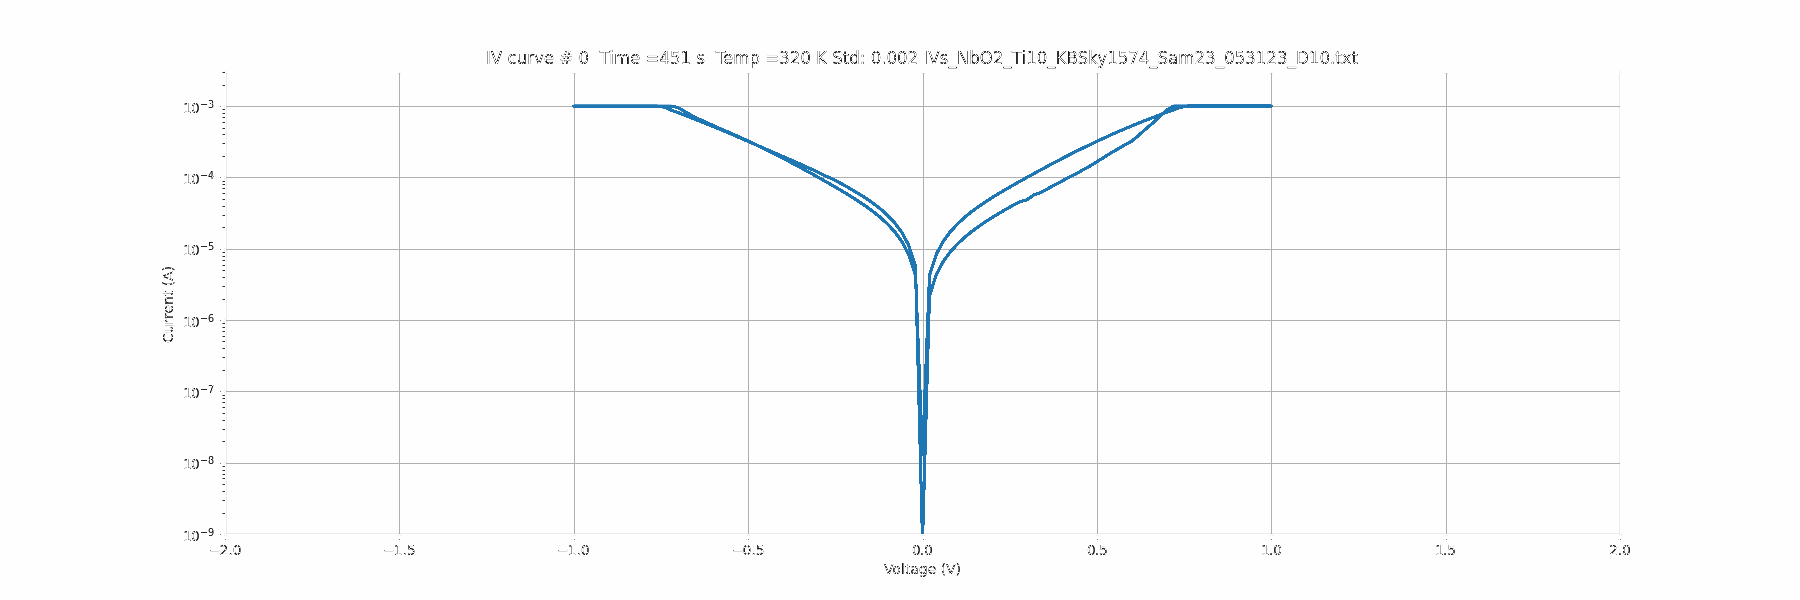 IV curve # 0  Time =451 s  Temp =320 K Std: 0.002 IVs_NbO2_Ti10_KBSky1574_Sam23_053123_D10.txt
10⁻³
10⁻⁴
10⁻⁵
10⁻⁶
10⁻⁷
10⁻⁸
10⁻⁹
Current (A)
−2.0 −1.5 −1.0 −0.5 0.0 0.5 1.0 1.5 2.0
Voltage (V)